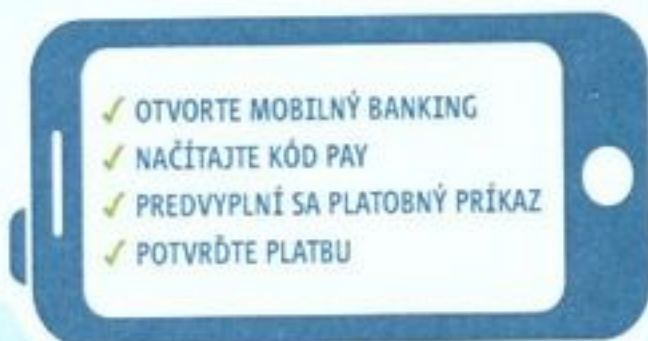 ✓ OTVORTE MOBILNÝ BANKING
✓ NAČÍTAJTE KÓD PAY
✓ PREDVYPLNÍ SA PLATOBNÝ PRÍKAZ
✓ POTVRĎTE PLATBU